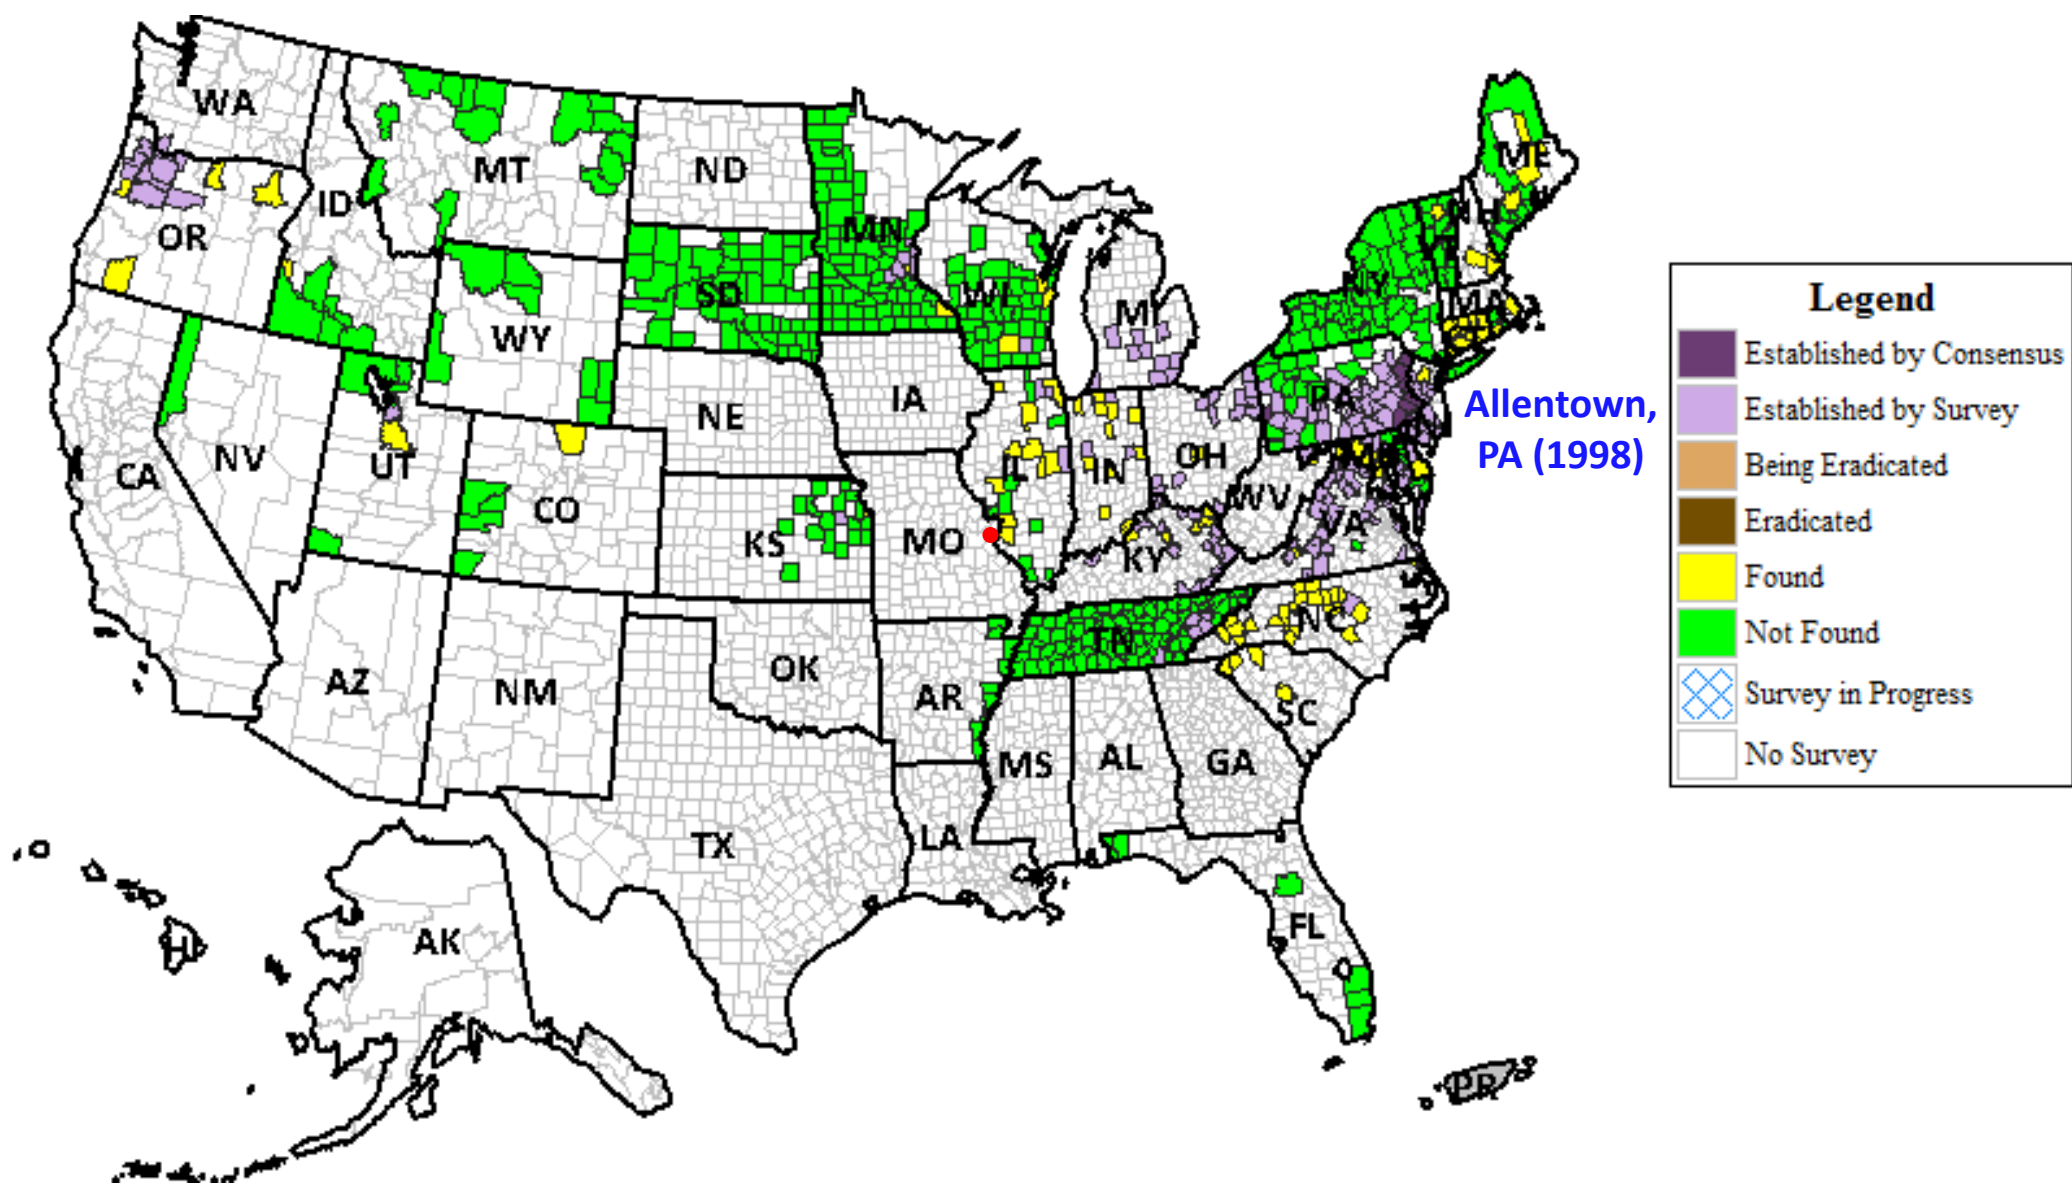 WA
MT
ND
ME
OR
ID
MN
NH
VT
SD
WI
NY
MA
WY
MI
Legend
Established by Consensus
Established by Survey
Being Eradicated
Eradicated
Found
Not Found
Survey in Progress
No Survey
NE
IA
PA
Allentown,
PA (1998)
NV
CA
UT
CO
IL
IN
OH
MD
WV
VA
KS
MO
KY
NC
TN
AZ
NM
OK
AR
SC
MS
AL
GA
TX
LA
FL
AK
HI
PR